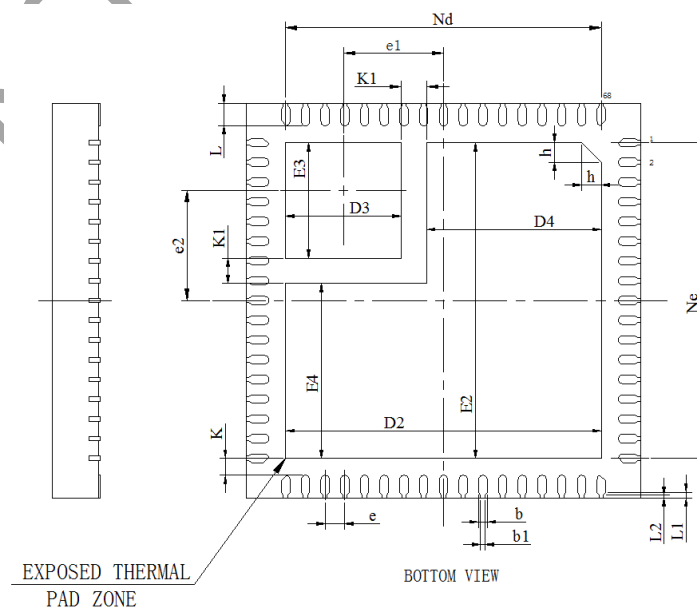 Nd
e1
K1
68
L
1
2
h
h
E3
D3
D4
K1
e2
Ne
E4
E2
D2
K
e
b
b1
L2
L1
EXPOSED THERMAL
PAD ZONE
BOTTOM VIEW